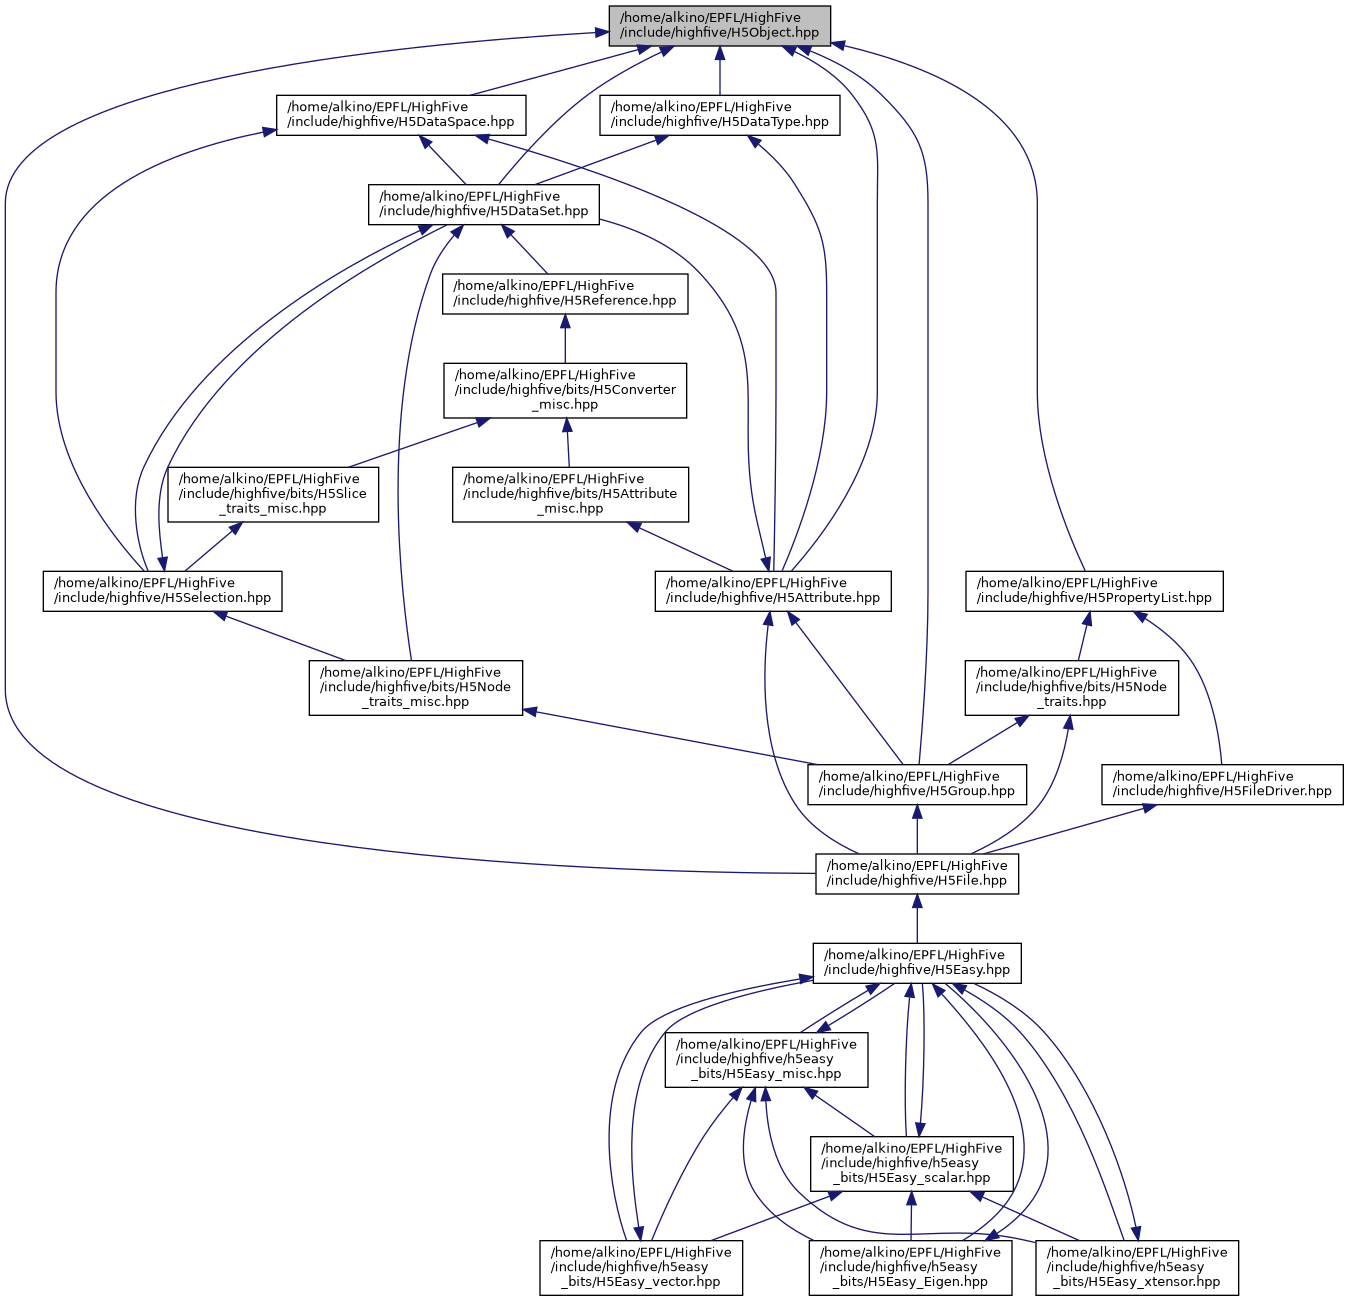 /home/alkino/EPFL/HighFive
/include/highfive/H5Object.hpp
/home/alkino/EPFL/HighFive
/include/highfive/H5DataSpace.hpp
/home/alkino/EPFL/HighFive
/include/highfive/H5DataType.hpp
/home/alkino/EPFL/HighFive
/include/highfive/H5DataSet.hpp
/home/alkino/EPFL/HighFive
/include/highfive/H5Reference.hpp
/home/alkino/EPFL/HighFive
/include/highfive/bits/H5Converter
_misc.hpp
/home/alkino/EPFL/HighFive
/include/highfive/bits/H5Slice
_traits_misc.hpp
/home/alkino/EPFL/HighFive
/include/highfive/bits/H5Attribute
_misc.hpp
/home/alkino/EPFL/HighFive
/include/highfive/H5Selection.hpp
/home/alkino/EPFL/HighFive
/include/highfive/H5Attribute.hpp
/home/alkino/EPFL/HighFive
/include/highfive/H5PropertyList.hpp
/home/alkino/EPFL/HighFive
/include/highfive/bits/H5Node
_traits_misc.hpp
/home/alkino/EPFL/HighFive
/include/highfive/bits/H5Node
_traits.hpp
/home/alkino/EPFL/HighFive
/include/highfive/H5Group.hpp
/home/alkino/EPFL/HighFive
/include/highfive/H5FileDriver.hpp
/home/alkino/EPFL/HighFive
/include/highfive/H5File.hpp
/home/alkino/EPFL/HighFive
/include/highfive/H5Easy.hpp
/home/alkino/EPFL/HighFive
/include/highfive/h5easy
_bits/H5Easy_misc.hpp
/home/alkino/EPFL/HighFive
/include/highfive/h5easy
_bits/H5Easy_scalar.hpp
/home/alkino/EPFL/HighFive
/include/highfive/h5easy
_bits/H5Easy_vector.hpp
/home/alkino/EPFL/HighFive
/include/highfive/h5easy
_bits/H5Easy_Eigen.hpp
/home/alkino/EPFL/HighFive
/include/highfive/h5easy
_bits/H5Easy_xtensor.hpp